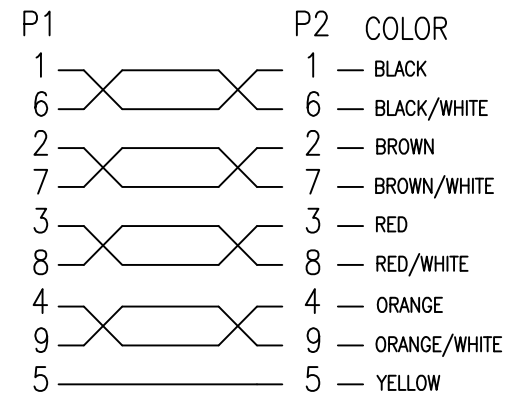 P1 P2 COLOR
1 1 BLACK
6 6 BLACK/WHITE
2 2 BROWN
7 7 BROWN/WHITE
3 3 RED
8 8 RED/WHITE
4 4 ORANGE
9 9 ORANGE/WHITE
5 5 YELLOW